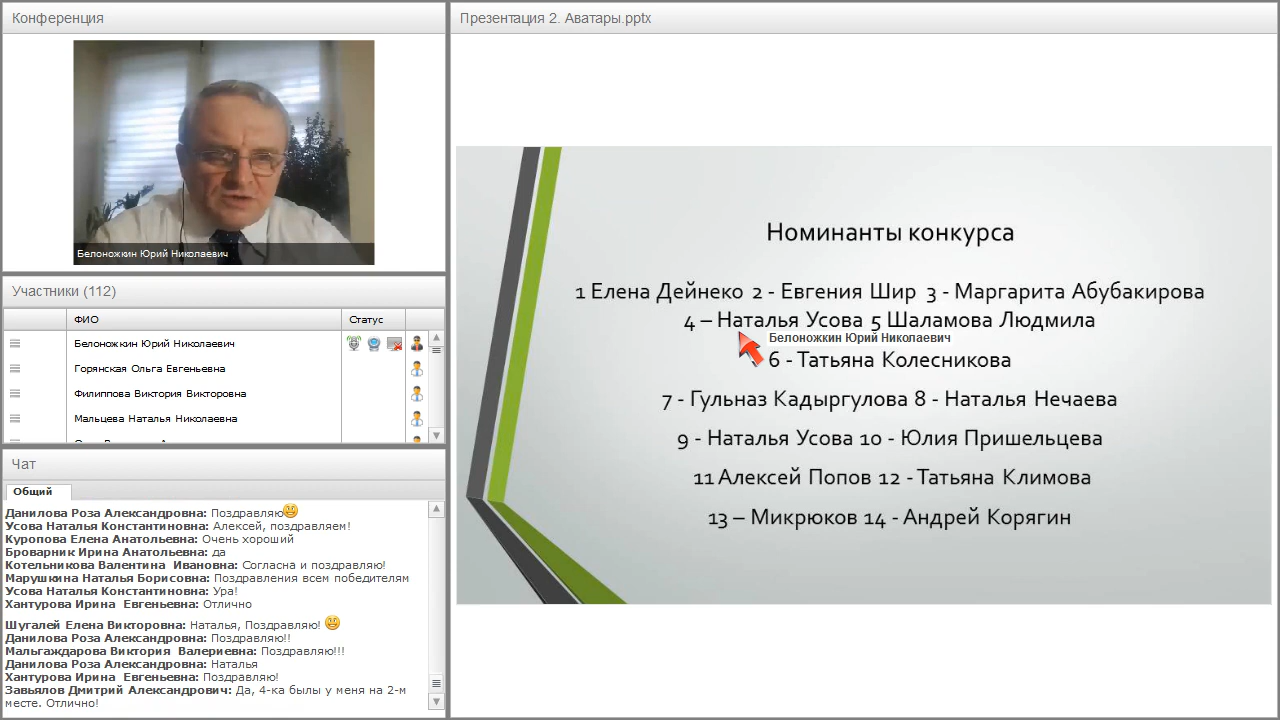 Конференция
Белоножкин Юрий Николаевич
Участники (112)
ФИО Статус
Белоножкин Юрий Николаевич
Горянская Ольга Евгеньевна
Филиппова Виктория Викторовна
Мальцева Наталья Николаевна
Чат
Общий
Данилова Роза Александровна: Поздравляю
Усова Наталья Константиновна: Алексей, поздравляем!
Куропова Елена Анатольевна: Очень хороший
Броварник Ирина Анатольевна: да
Котельникова Валентина Ивановна: Согласна и поздравляю!
Марушкина Наталья Борисовна: Поздравления всем победителям
Усова Наталья Константиновна: Ура!
Хантурова Ирина Евгеньевна: Отлично
Шугалей Елена Викторовна: Наталья, Поздравляю!
Данилова Роза Александровна: Поздравляю!!
Мальгаждарова Виктория Валериевна: Поздравляю!!!
Данилова Роза Александровна: Наталья
Хантурова Ирина Евгеньевна: Поздравляю!
Завьялов Дмитрий Александрович: Да, 4-ка былы у меня на 2-м
месте. Отлично!
Презентация 2. Аватары.pptx
Номинанты конкурса
1 Елена Дейнеко 2 - Евгения Шир 3 - Маргарита Абубакирова
4 – Наталья Усова 5 Шаламова Людмила
Белоножкин Юрий Николаевич
6 - Татьяна Колесникова
7 - Гульназ Кадыргулова 8 - Наталья Нечаева
9 - Наталья Усова 10 - Юлия Пришельцева
11 Алексей Попов 12 - Татьяна Климова
13 – Микрюков 14 - Андрей Корягин